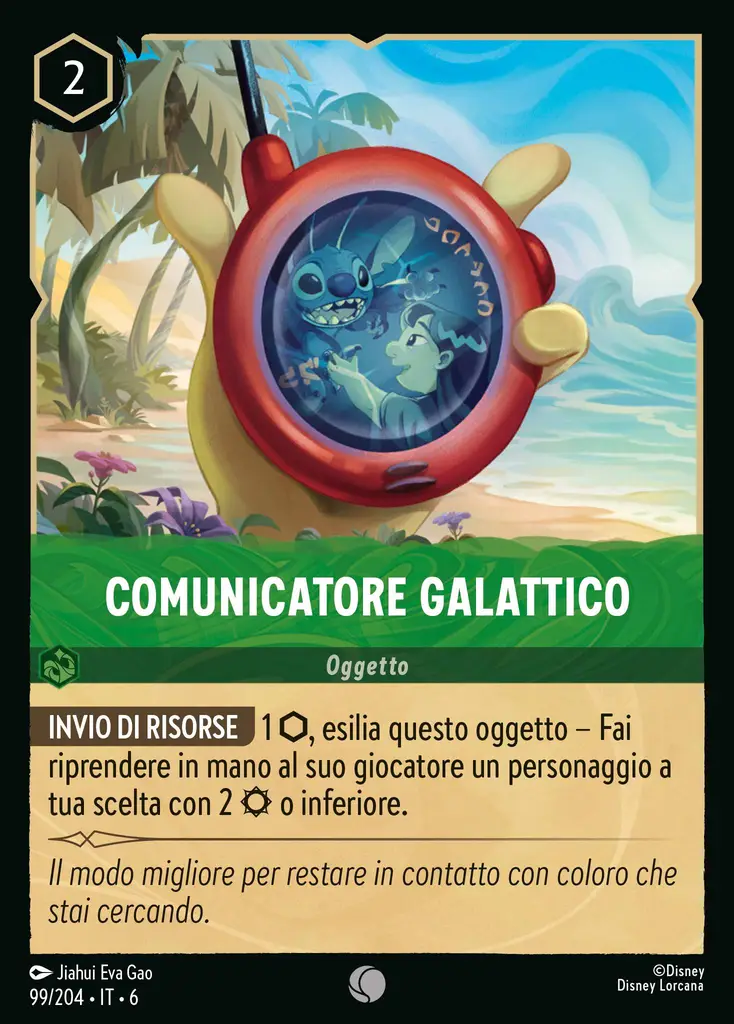 2
COMUNICATORE GALATTICO
Oggetto
INVIO DI RISORSE 1 ⬡, esilia questo oggetto – Fai
riprendere in mano al suo giocatore un personaggio a
tua scelta con 2 ¤ o inferiore.
Il modo migliore per restare in contatto con coloro che
stai cercando.
Jiahui Eva Gao
99/204 • IT • 6
©Disney
Disney Lorcana